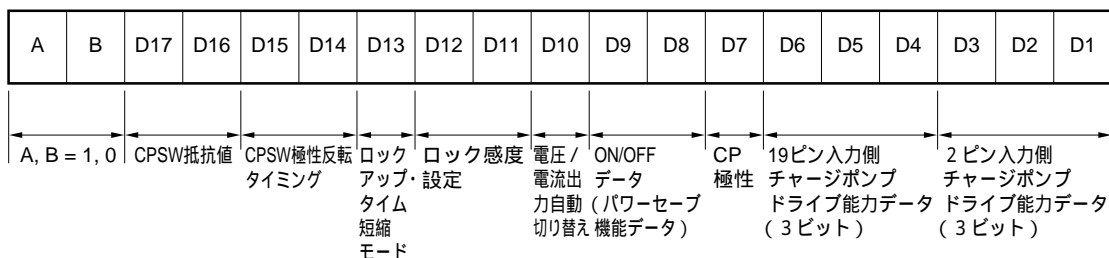 A B D17 D16 D15 D14 D13 D12 D11 D10 D9 D8 D7 D6 D5 D4 D3 D2 D1
A, B = 1, 0
CPSW抵抗値
CPSW極性反転
タイミング
ロック
アップ・
タイム
短縮
モード
ロック感度
設定
電圧 /
電流出
力自動
切り替え
ON/OFF
データ
(パワーセーブ
機能データ)
CP
極性
19ピン入力側
チャージポンプ
ドライブ能力データ
(3ビット)
2ピン入力側
チャージポンプ
ドライブ能力データ
(3ビット)